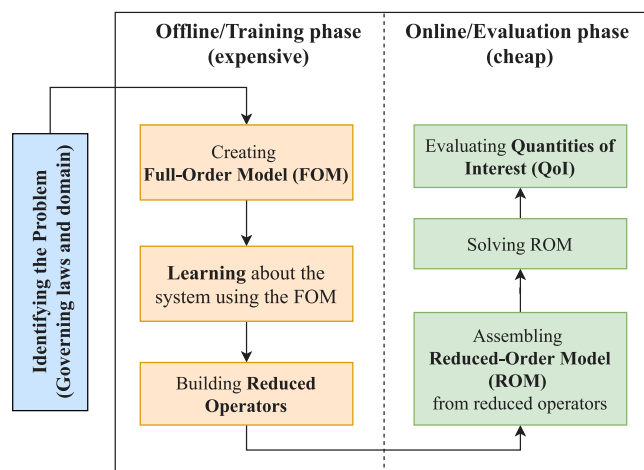 Offline/Training phase
(expensive)
Online/Evaluation phase
(cheap)
Identifying the Problem
(Governing laws and domain)
Creating
Full-Order Model (FOM)
Learning about the
system using the FOM
Building Reduced
Operators
Evaluating Quantities of
Interest (QoI)
Solving ROM
Assembling
Reduced-Order Model
(ROM)
from reduced operators